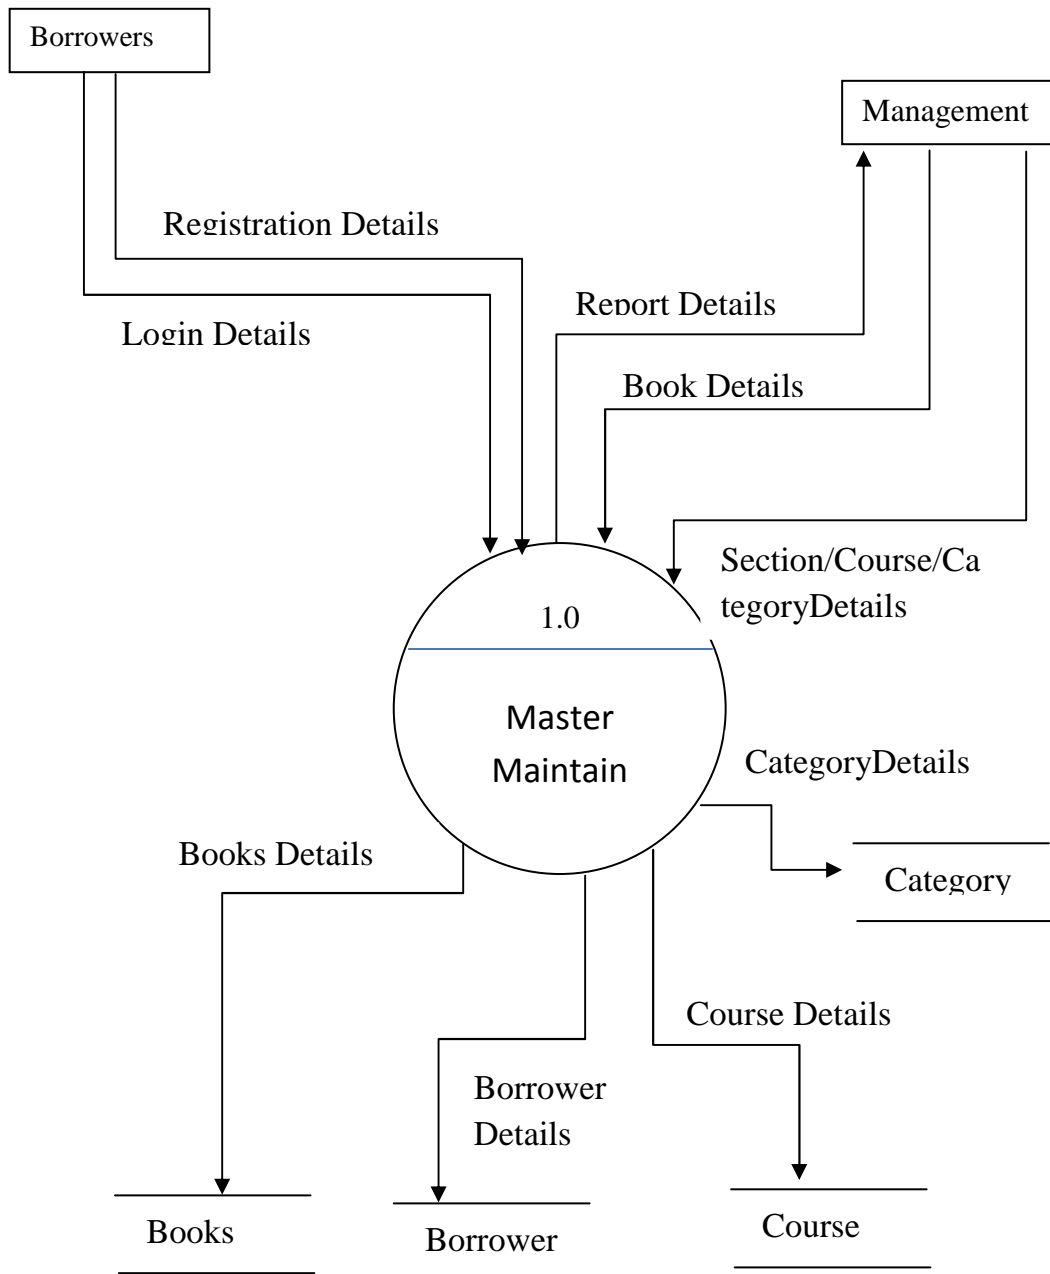 Borrowers
Management
Registration Details
Report Details
Login Details
Book Details
Section/Course/Ca
tegoryDetails
1.0
Master
Maintain
CategoryDetails
Books Details
Category
Course Details
Borrower
Details
Books
Borrower
Course